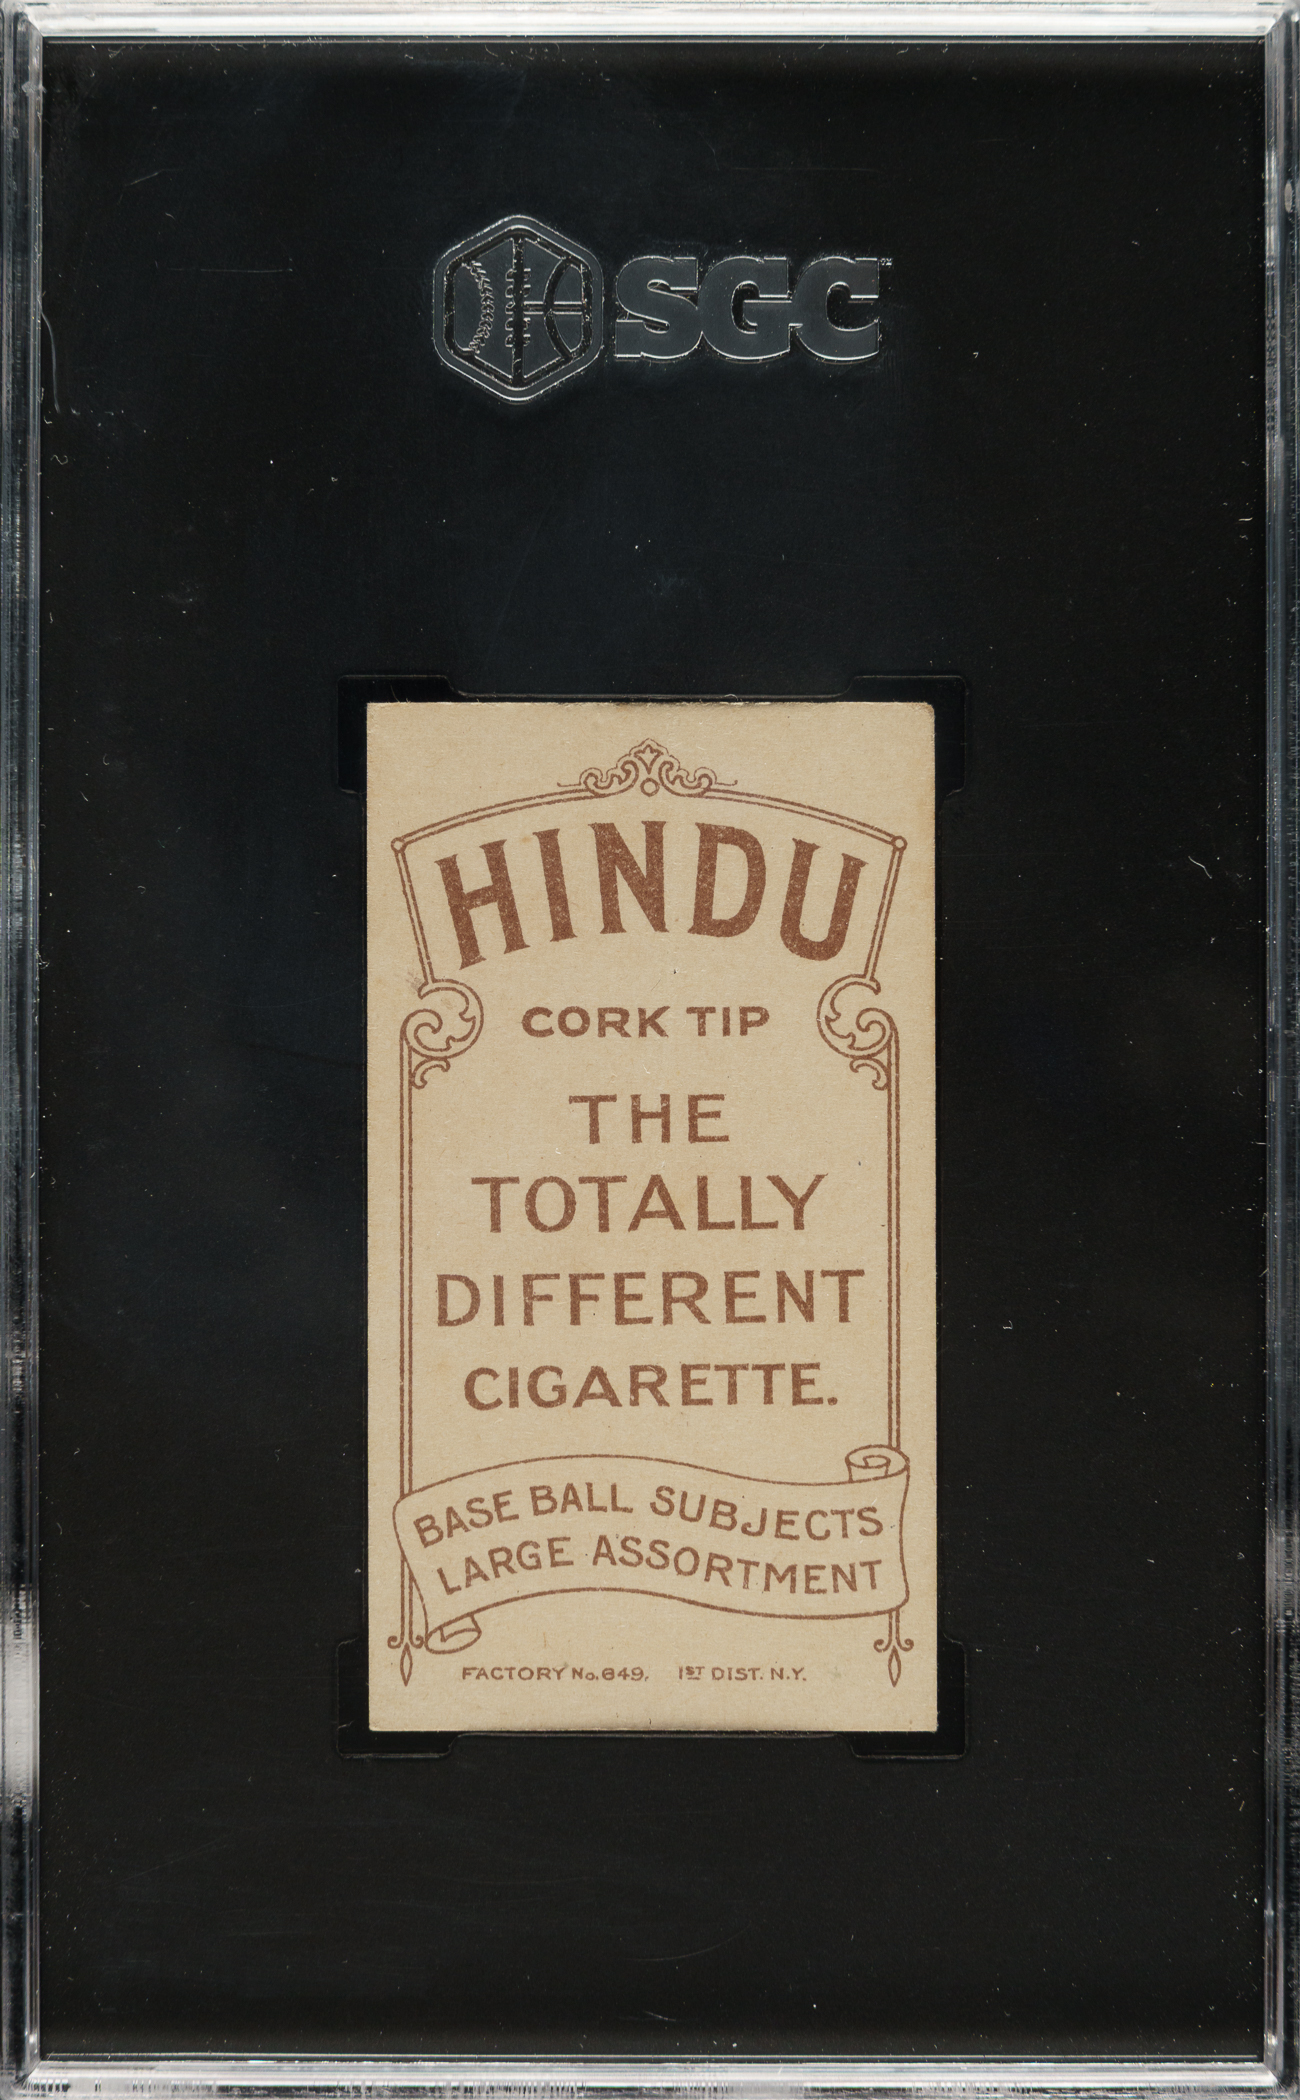 SGC
HINDU
CORK TIP
THE
TOTALLY
DIFFERENT
CIGARETTE.
BASE BALL SUBJECTS
LARGE ASSORTMENT
FACTORY No. 649, 1ST DIST. N.Y.